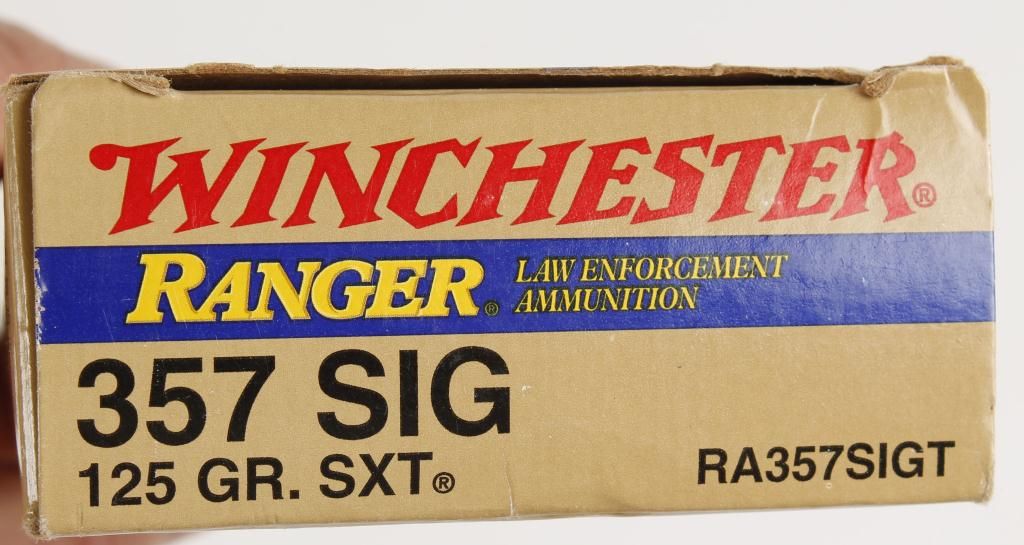 WINCHESTER®
RANGER® LAW ENFORCEMENT
AMMUNITION
357 SIG
125 GR. SXT®
RA357SIGT